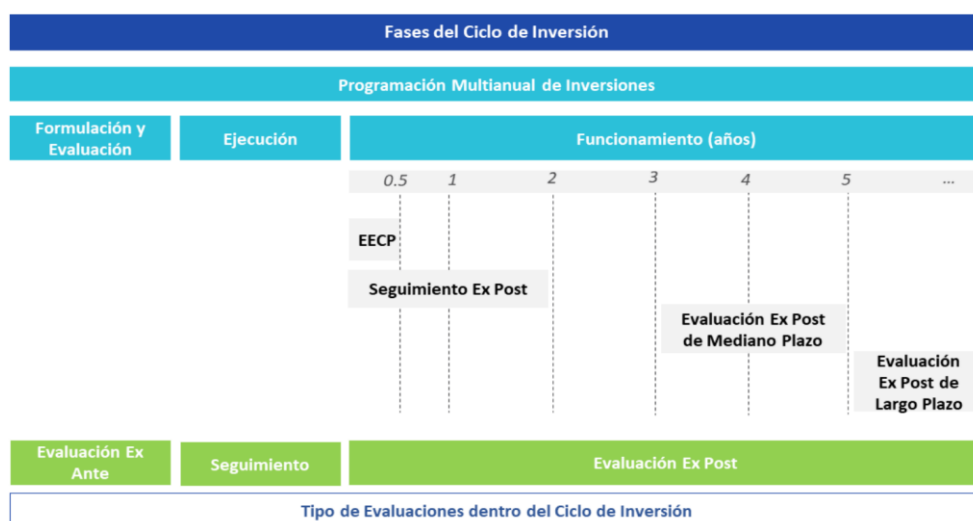 Fases del Ciclo de Inversión
Programación Multianual de Inversiones
Formulación y
Evaluación
Ejecución
Funcionamiento (años)
0.5 1 2 3 4 5 ...
EECP
Seguimiento Ex Post
Evaluación Ex Post
de Mediano Plazo
Evaluación
Ex Post de
Largo Plazo
Evaluación Ex
Ante
Seguimiento
Evaluación Ex Post
Tipo de Evaluaciones dentro del Ciclo de Inversión